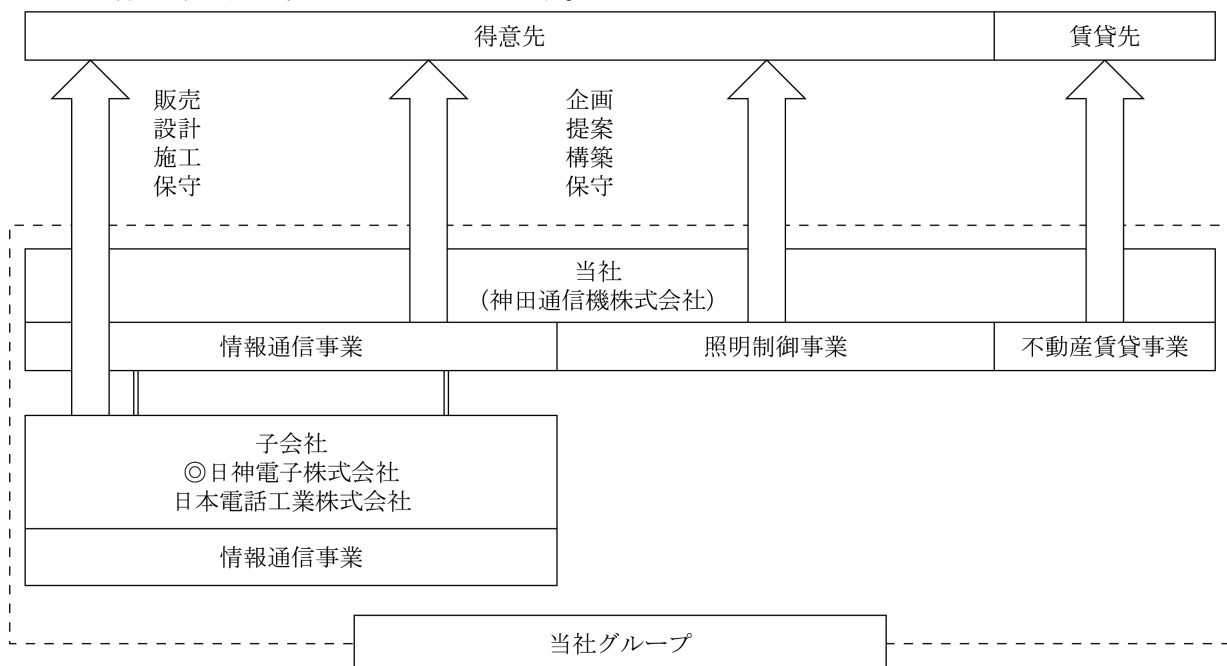 得意先
賃貸先
販売
設計
施工
保守
企画
提案
構築
保守
当社
（神田通信機株式会社）
情報通信事業
照明制御事業
不動産賃貸事業
子会社
◎日神電子株式会社
日本電話工業株式会社
情報通信事業
当社グループ